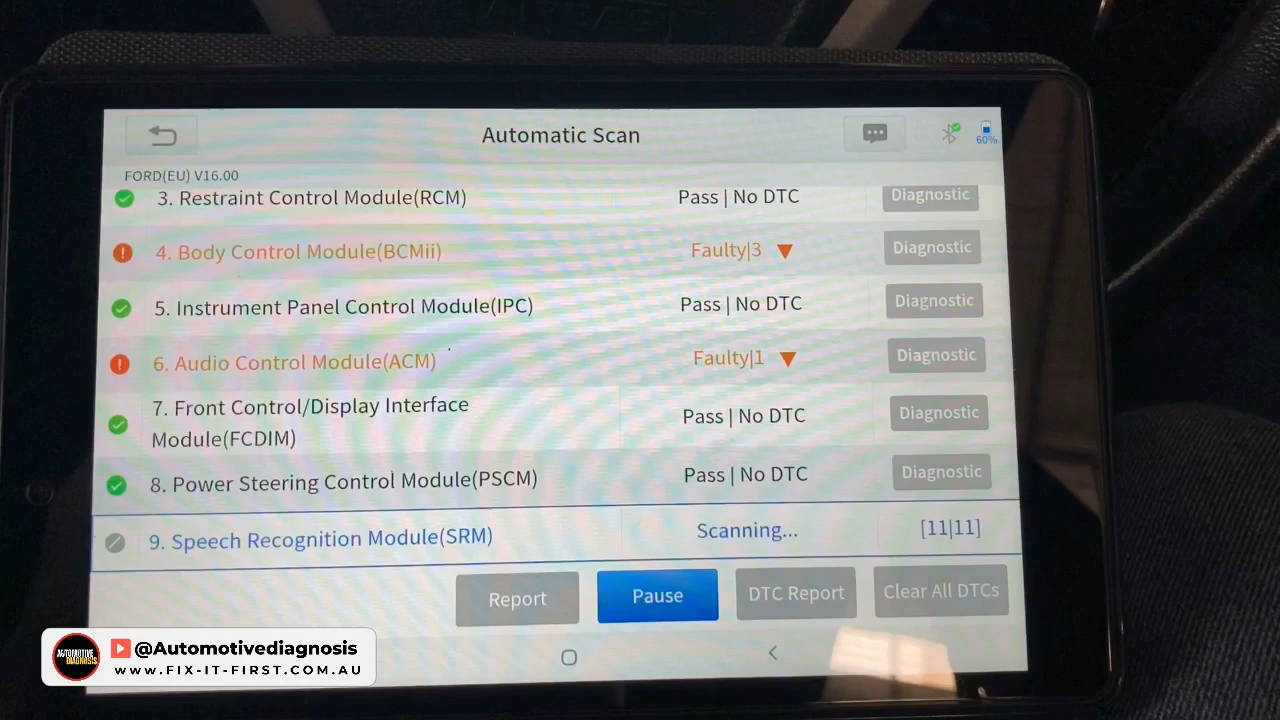 Automatic Scan
60%
FORD(EU) V16.00
3. Restraint Control Module(RCM) Pass | No DTC Diagnostic
4. Body Control Module(BCMii) Faulty|3 Diagnostic
5. Instrument Panel Control Module(IPC) Pass | No DTC Diagnostic
6. Audio Control Module(ACM) Faulty|1 Diagnostic
7. Front Control/Display Interface
Module(FCDIM) Pass | No DTC Diagnostic
8. Power Steering Control Module(PSCM) Pass | No DTC Diagnostic
9. Speech Recognition Module(SRM) Scanning... [11|11]
Report Pause DTC Report Clear All DTCs
AUTOMOTIVE
DIAGNOSIS
@Automotivediagnosis
WWW.FIX-IT-FIRST.COM.AU